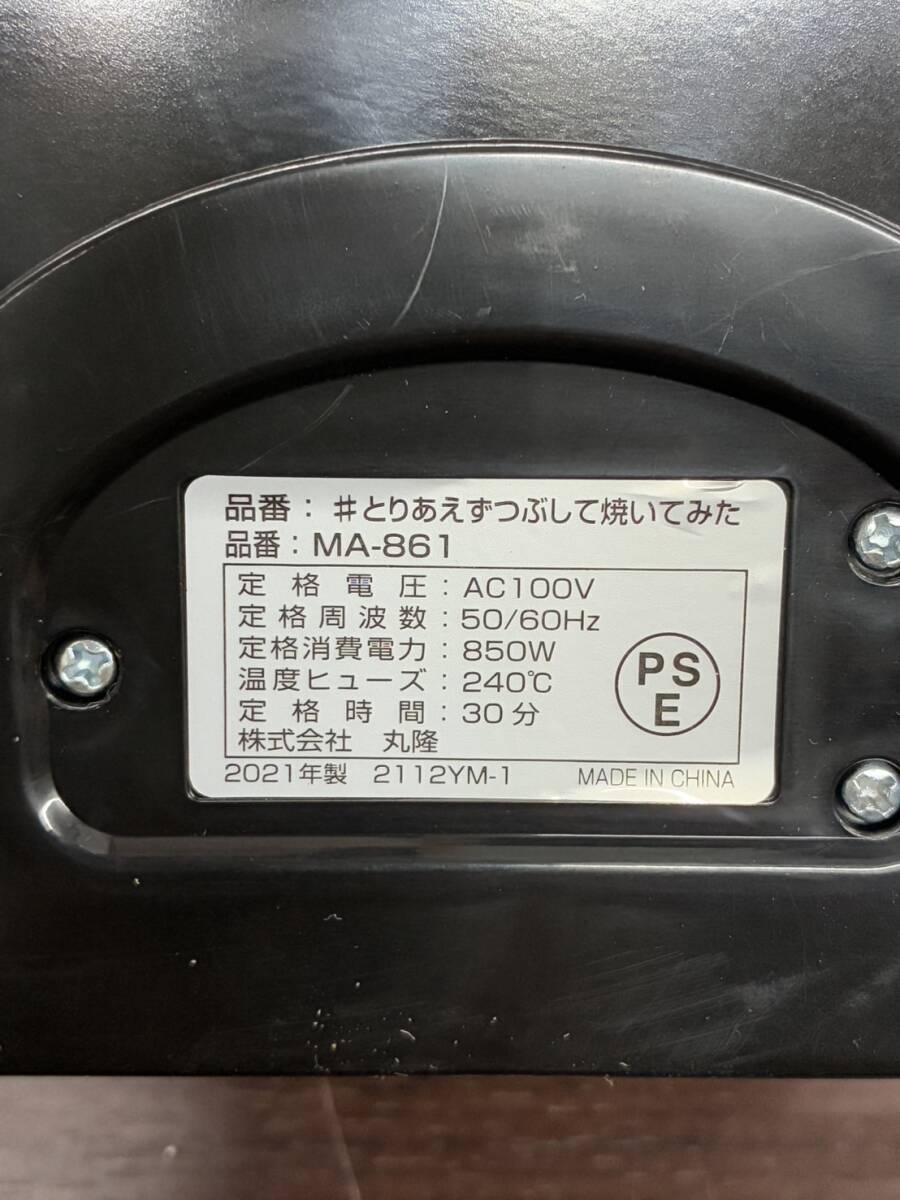 品番：♯とりあえずつぶして焼いてみた
品番：MA-861
定格電圧：AC100V
定格周波数：50/60Hz
定格消費電力：850W
温度ヒューズ：240℃
定格時間：30分
株式会社 丸隆
PS
E
2021年製 2112YM-1 MADE IN CHINA